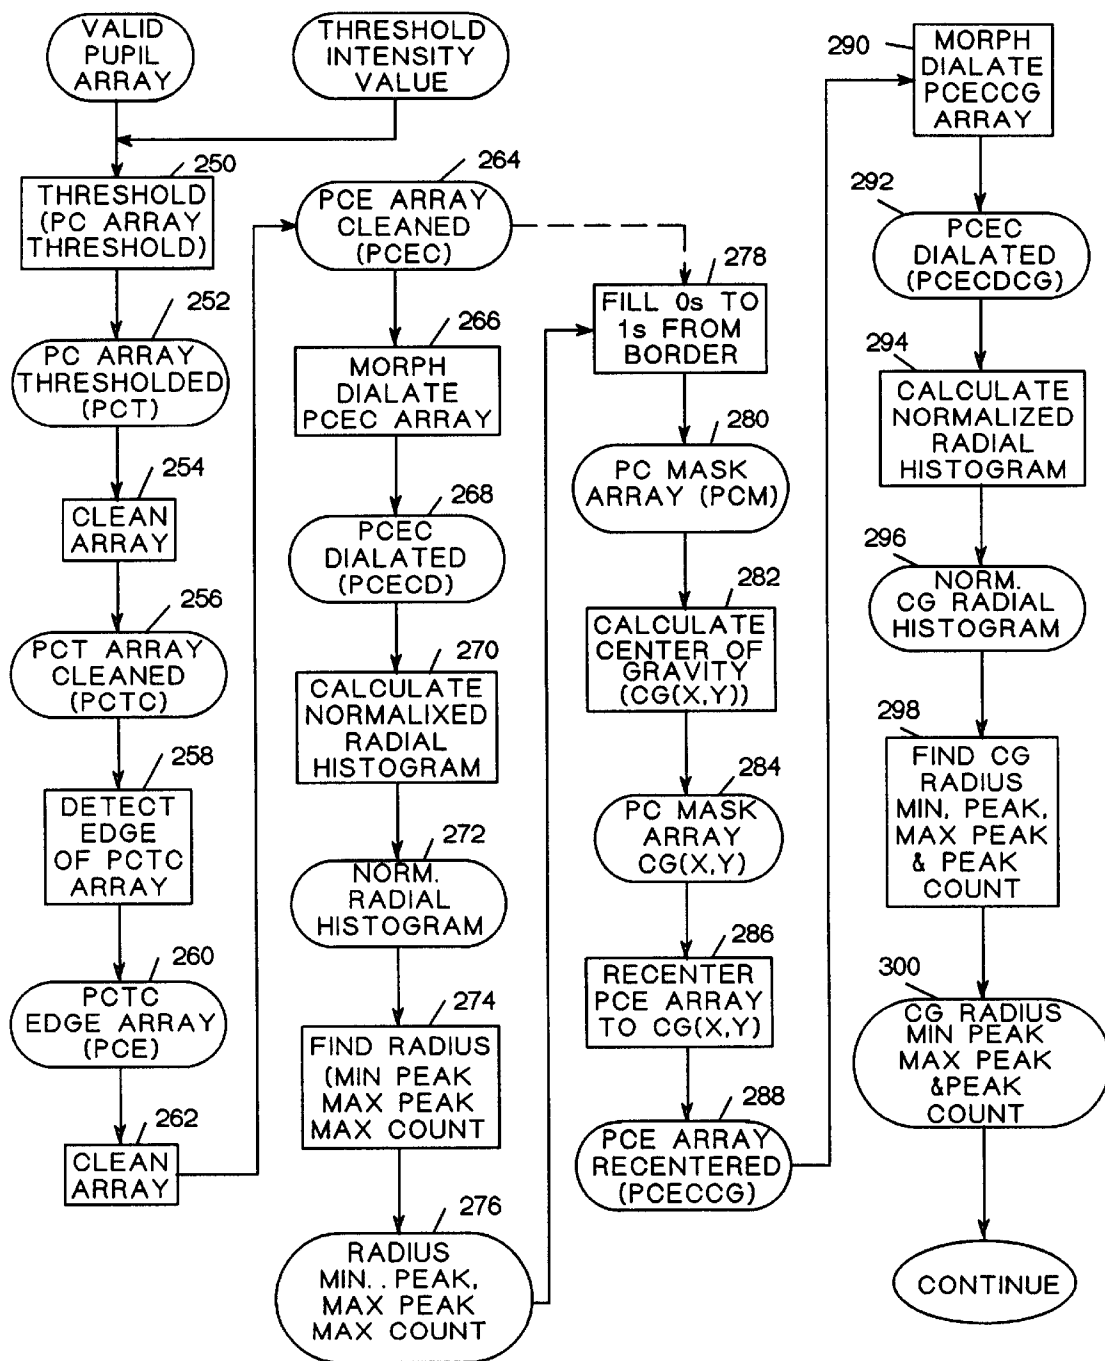 VALID
PUPIL
ARRAY
THRESHOLD
INTENSITY
VALUE
250
THRESHOLD
(PC ARRAY
THRESHOLD)
252
PC ARRAY
THRESHOLDED
(PCT)
254
CLEAN
ARRAY
256
PCT ARRAY
CLEANED
(PCTC)
258
DETECT
EDGE
OF PCTC
ARRAY
260
PCTC
EDGE ARRAY
(PCE)
262
CLEAN
ARRAY
264
PCE ARRAY
CLEANED
(PCEC)
266
MORPH
DIALATE
PCEC ARRAY
268
PCEC
DIALATED
(PCECD)
270
CALCULATE
NORMALIXED
RADIAL
HISTOGRAM
272
NORM.
RADIAL
HISTOGRAM
274
FIND RADIUS
(MIN PEAK
MAX PEAK
MAX COUNT
276
RADIUS
MIN. . PEAK,
MAX PEAK
MAX COUNT
278
FILL 0s TO
1s FROM
BORDER
280
PC MASK
ARRAY (PCM)
282
CALCULATE
CENTER OF
GRAVITY
(CG(X,Y))
284
PC MASK
ARRAY
CG(X,Y)
286
RECENTER
PCE ARRAY
TO CG(X,Y)
288
PCE ARRAY
RECENTERED
(PCECCG)
290
MORPH
DIALATE
PCECCG
ARRAY
292
PCEC
DIALATED
(PCECDCG)
294
CALCULATE
NORMALIZED
RADIAL
HISTOGRAM
296
NORM.
CG RADIAL
HISTOGRAM
298
FIND CG
RADIUS
MIN, PEAK,
MAX PEAK
& PEAK
COUNT
300
CG RADIUS
MIN PEAK
MAX PEAK
&PEAK
COUNT
CONTINUE